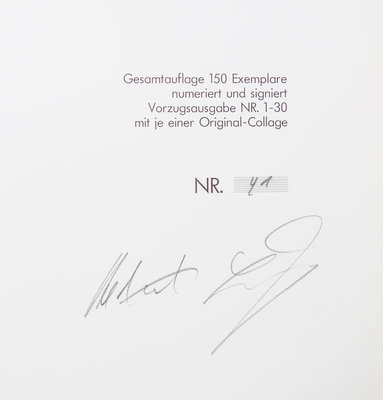 Gesamtauflage 150 Exemplare
numeriert und signiert
Vorzugsausgabe NR. 1-30
mit je einer Original-Collage
NR. 41